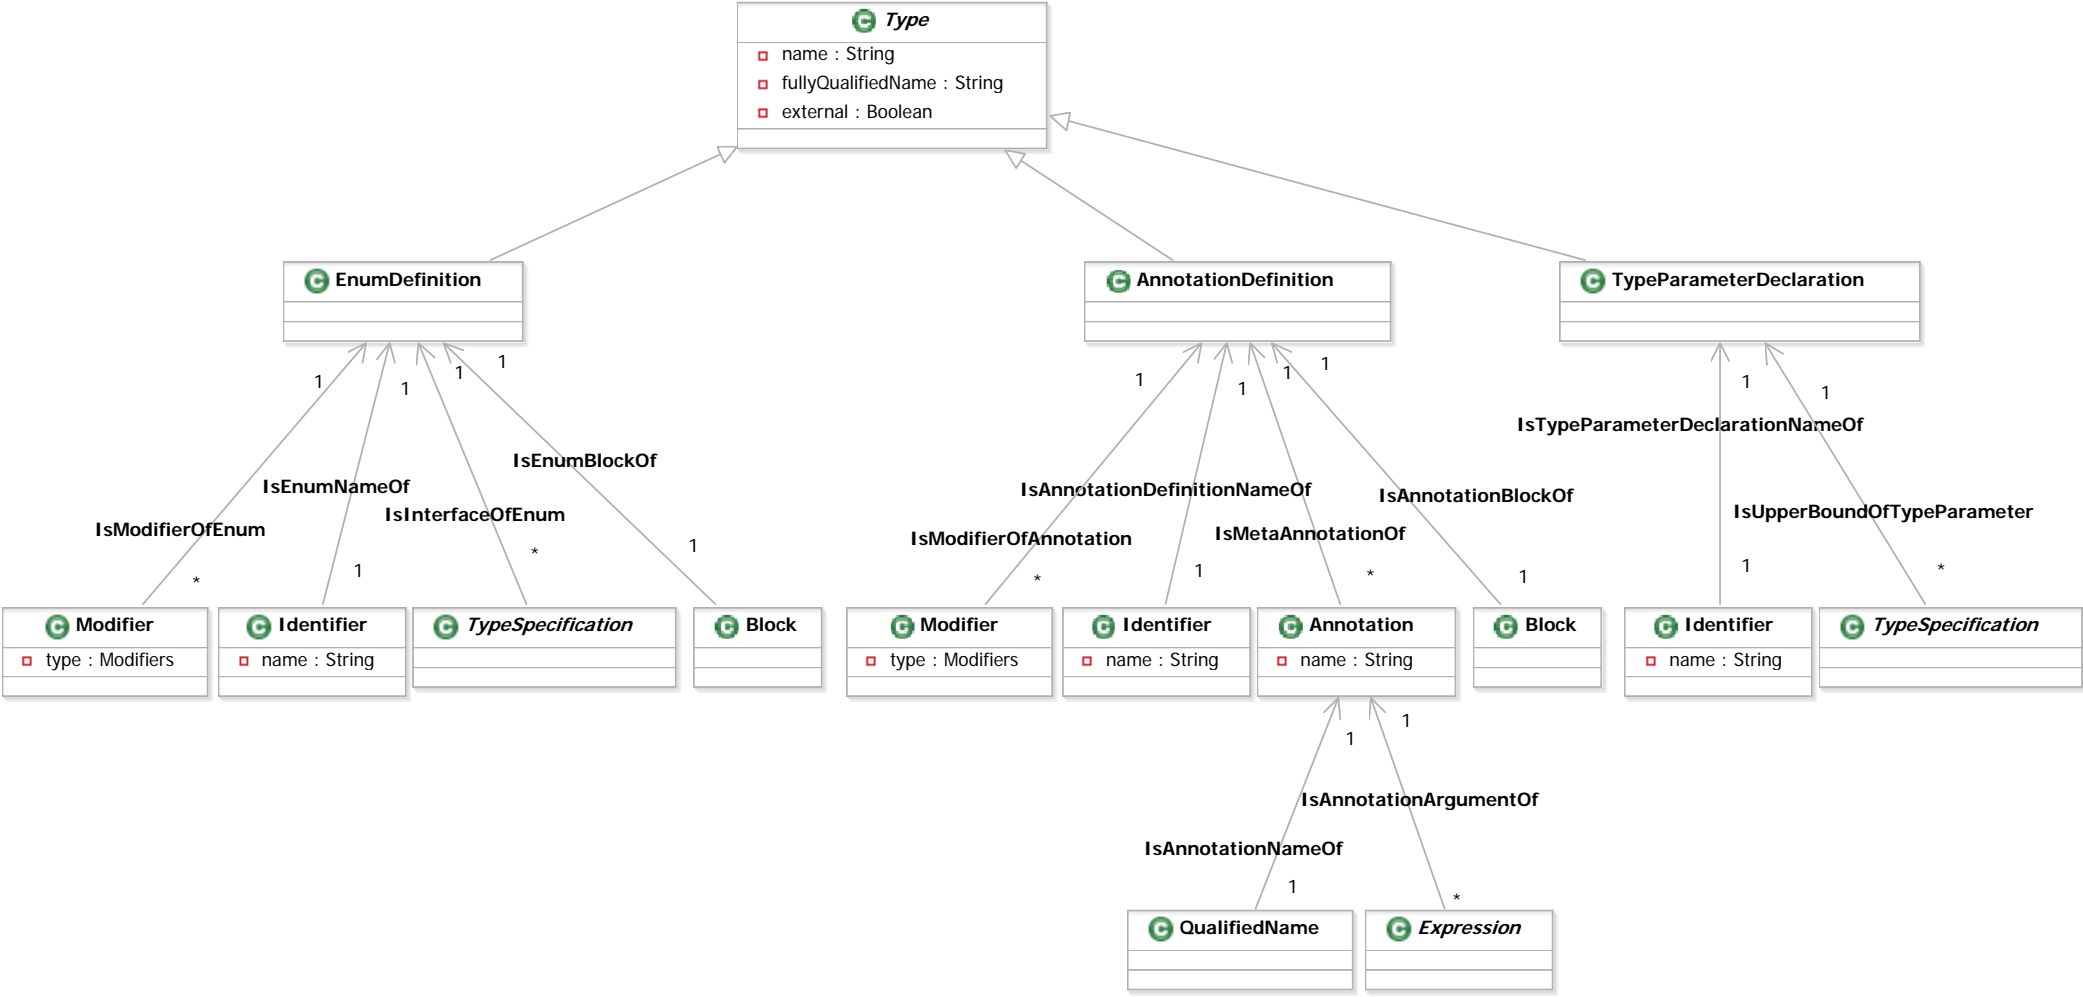 Type
name : String
fullyQualifiedName : String
external : Boolean
EnumDefinition
AnnotationDefinition
TypeParameterDeclaration
1
1
1
1
1
1
1
1
1
1
IsTypeParameterDeclarationNameOf
IsEnumBlockOf
IsEnumNameOf
IsAnnotationDefinitionNameOf
IsAnnotationBlockOf
IsInterfaceOfEnum
IsUpperBoundOfTypeParameter
IsModifierOfEnum
IsModifierOfAnnotation
IsMetaAnnotationOf
*
1
*
1
*
1
*
1
1
*
Modifier
type : Modifiers
Identifier
name : String
TypeSpecification
Block
Modifier
type : Modifiers
Identifier
name : String
Annotation
name : String
Block
Identifier
name : String
TypeSpecification
1
1
IsAnnotationArgumentOf
IsAnnotationNameOf
1
*
QualifiedName
Expression